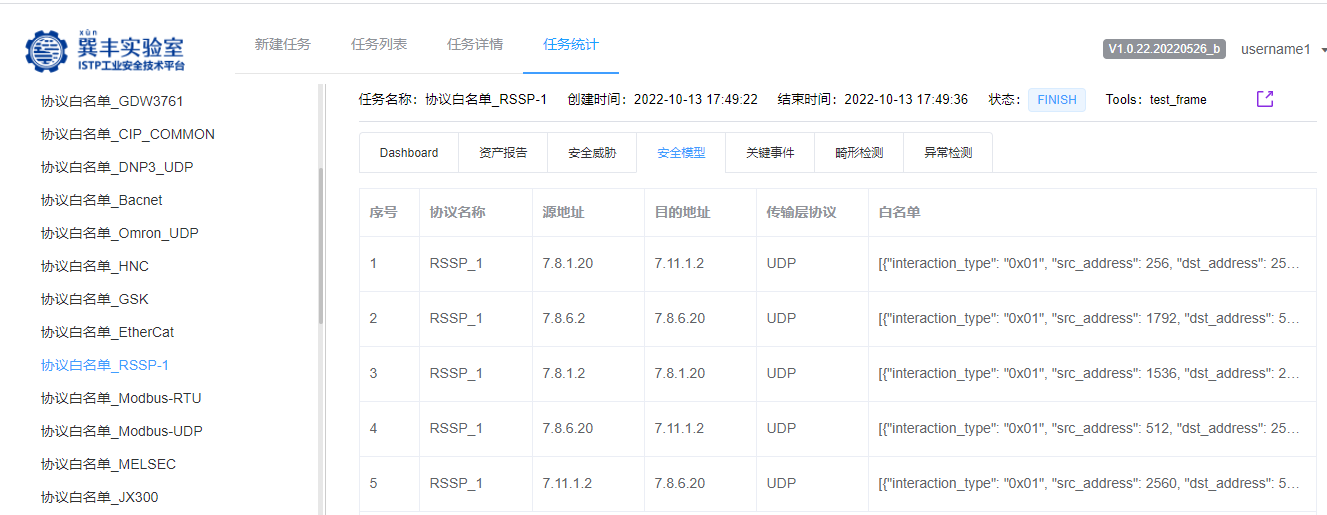 xùn
巽丰实验室
ISTP工业安全技术平台
新建任务 任务列表 任务详情 任务统计
V1.0.22.20220526_b username1
协议白名单_GDW3761
协议白名单_CIP_COMMON
协议白名单_DNP3_UDP
协议白名单_Bacnet
协议白名单_Omron_UDP
协议白名单_HNC
协议白名单_GSK
协议白名单_EtherCat
协议白名单_RSSP-1
协议白名单_Modbus-RTU
协议白名单_Modbus-UDP
协议白名单_MELSEC
协议白名单_JX300
任务名称：协议白名单_RSSP-1 创建时间：2022-10-13 17:49:22 结束时间：2022-10-13 17:49:36 状态： FINISH Tools：test_frame
Dashboard 资产报告 安全威胁 安全模型 关键事件 畸形检测 异常检测
序号 协议名称 源地址 目的地址 传输层协议 白名单
1 RSSP_1 7.8.1.20 7.11.1.2 UDP [{"interaction_type": "0x01", "src_address": 256, "dst_address": 25…
2 RSSP_1 7.8.6.2 7.8.6.20 UDP [{"interaction_type": "0x01", "src_address": 1792, "dst_address": 5…
3 RSSP_1 7.8.1.2 7.8.1.20 UDP [{"interaction_type": "0x01", "src_address": 1536, "dst_address": 2…
4 RSSP_1 7.8.6.20 7.11.1.2 UDP [{"interaction_type": "0x01", "src_address": 512, "dst_address": 25…
5 RSSP_1 7.11.1.2 7.8.6.20 UDP [{"interaction_type": "0x01", "src_address": 2560, "dst_address": 5…